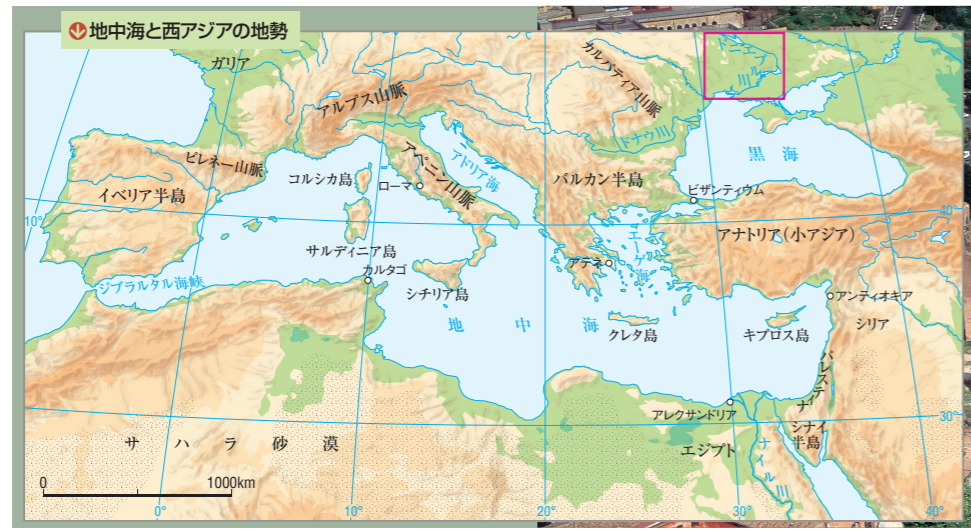 地中海と西アジアの地勢
ガリア
アルプス山脈
カルパティア山脈
ドニエプル川
ドナウ川
黒海
ピレネー山脈
コルシカ島
ローマ
アペニン山脈
アドリア海
バルカン半島
ビザンティウム
イベリア半島
10°
40°
サルディニア島
カルタゴ
シチリア島
アテネ
エーゲ海
アナトリア(小アジア)
ジブラルタル海峡
アンティオキア
地中海
クレタ島
キプロス島
シリア
パレスティナ
アレクサンドリア
30°
サハラ砂漠
エジプト
ナイル川
シナイ
半島
0 1000km
0° 10° 20° 30° 40°